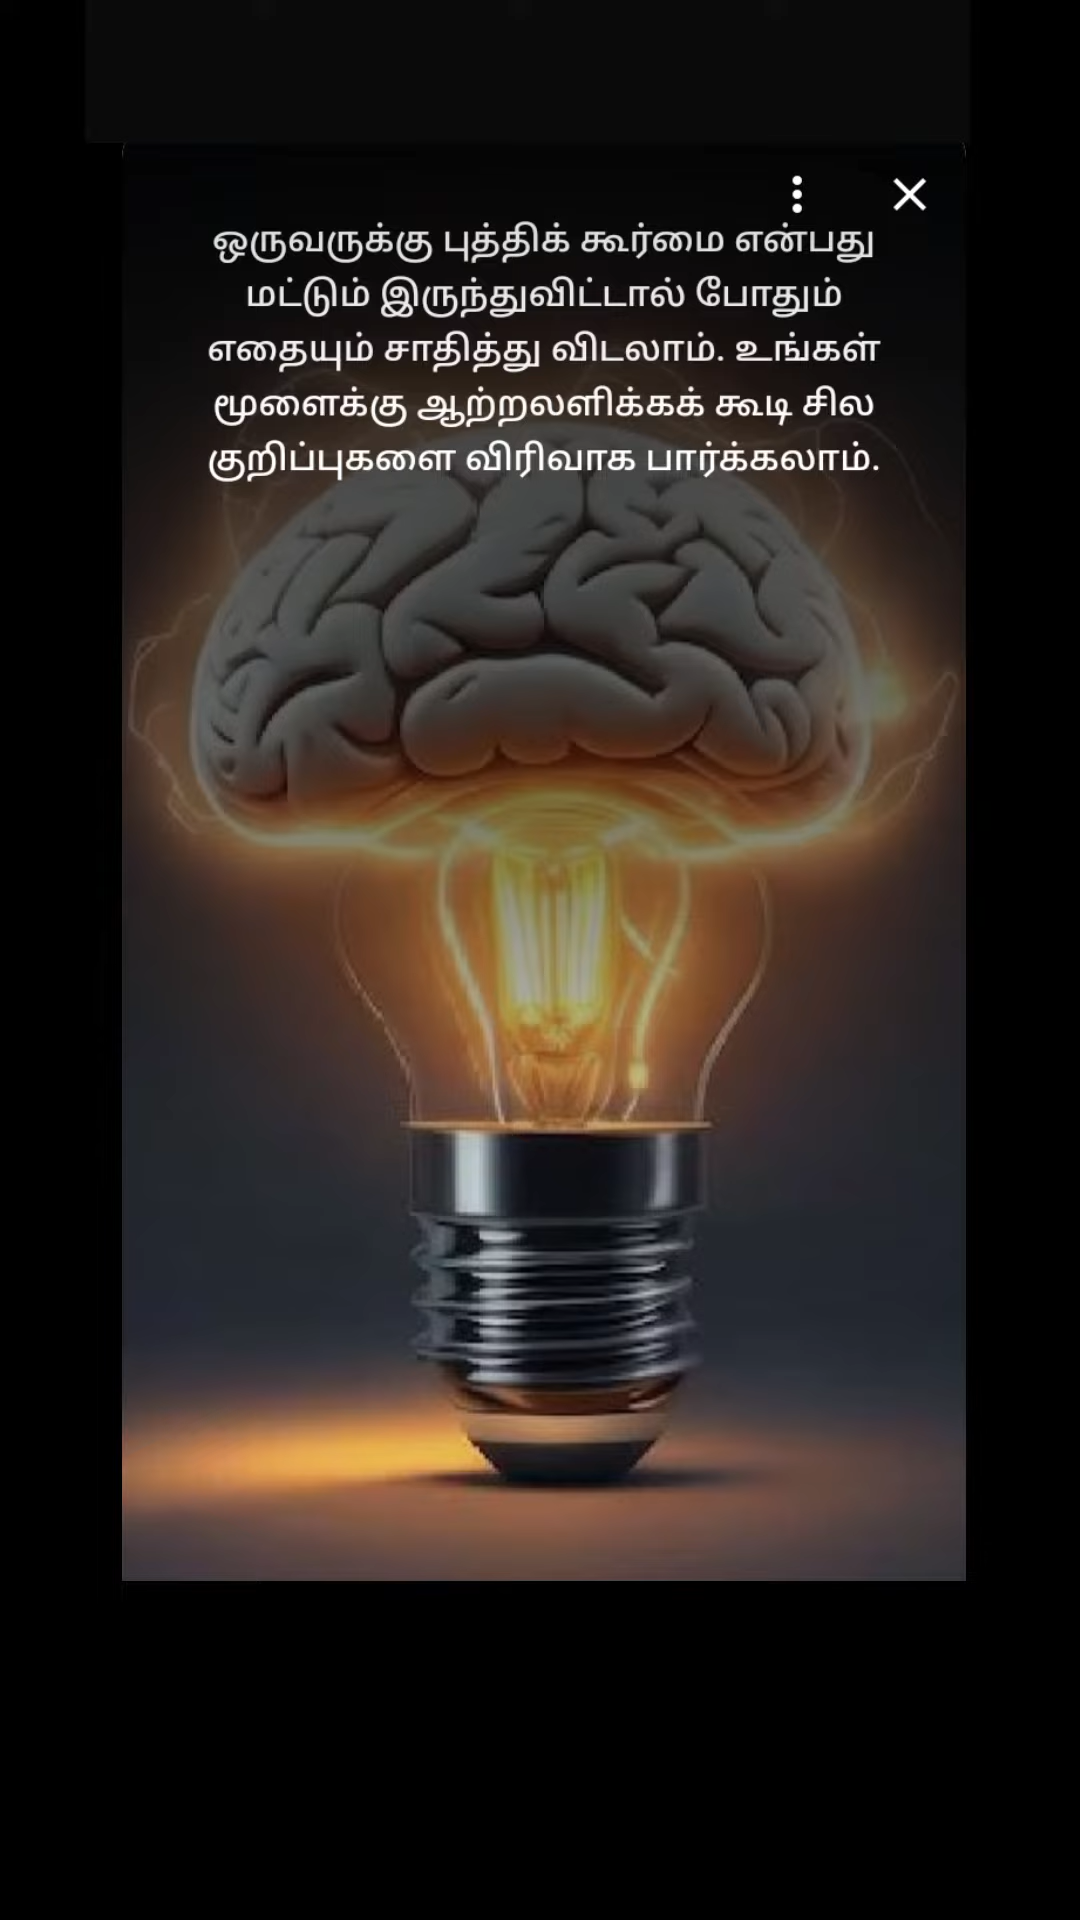 ஒருவருக்கு புத்திக் கூர்மை என்பது
மட்டும் இருந்துவிட்டால் போதும்
எதையும் சாதித்து விடலாம். உங்கள்
மூளைக்கு ஆற்றலளிக்கக் கூடி சில
குறிப்புகளை விரிவாக பார்க்கலாம்.